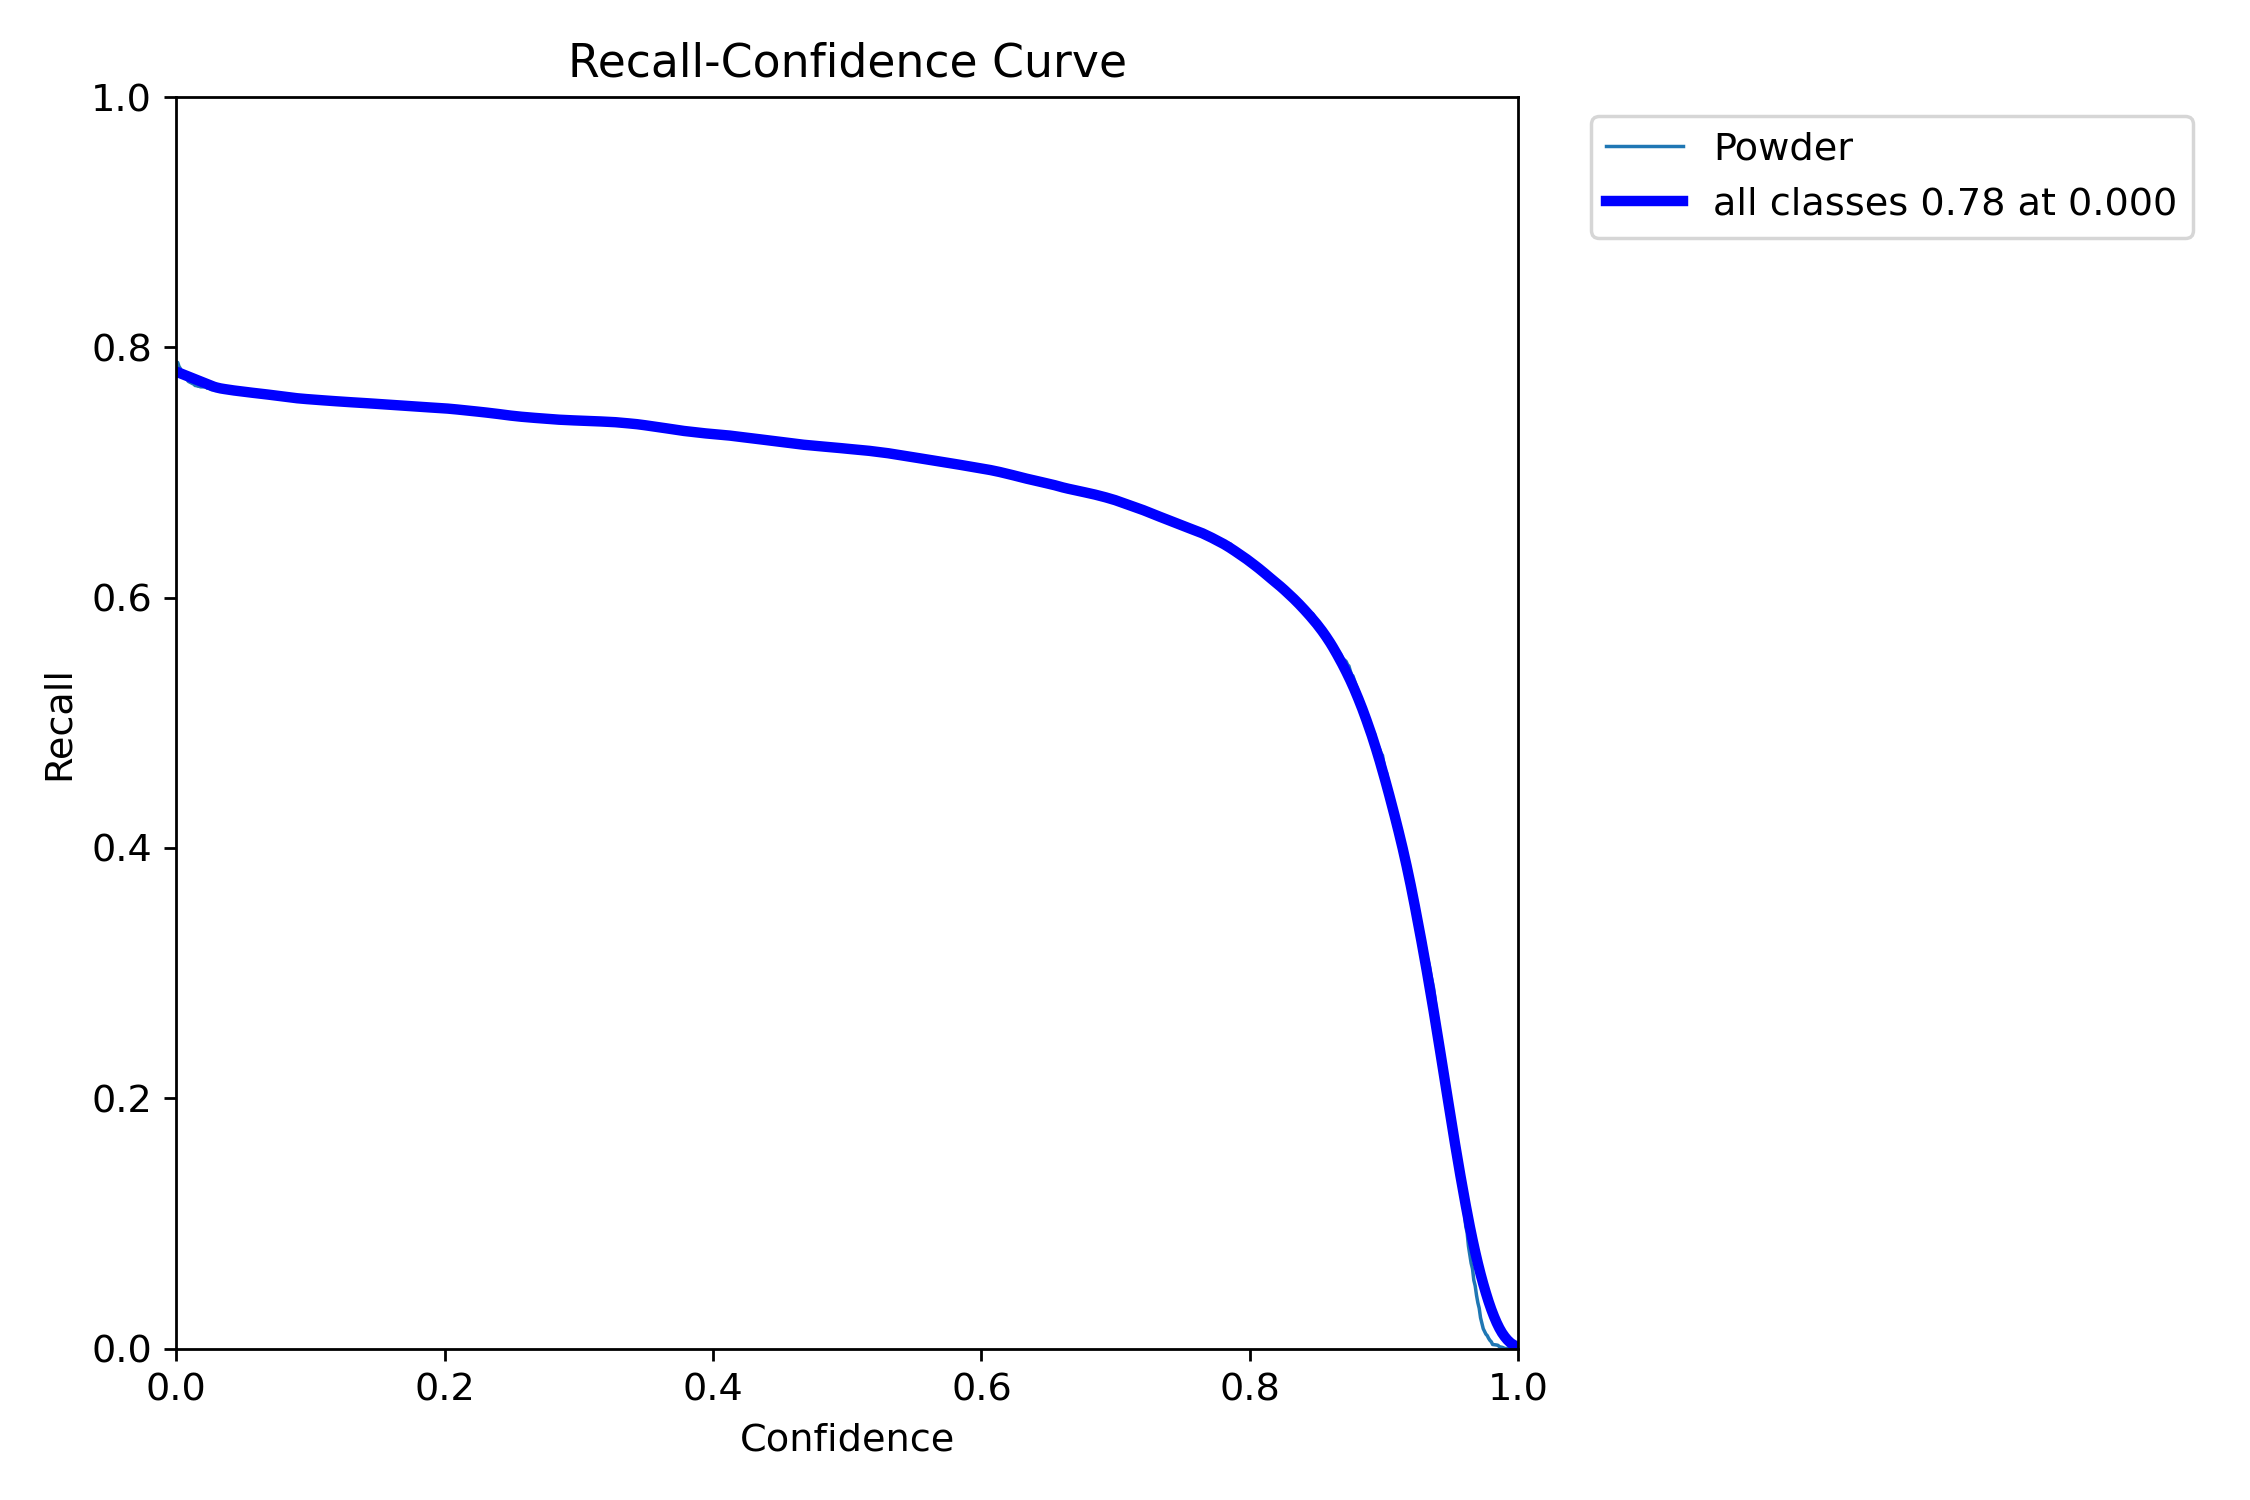 Recall-Confidence Curve
1.0
0.8
0.6
0.4
0.2
0.0
Recall
0.0 0.2 0.4 0.6 0.8 1.0
Confidence
Powder
all classes 0.78 at 0.000